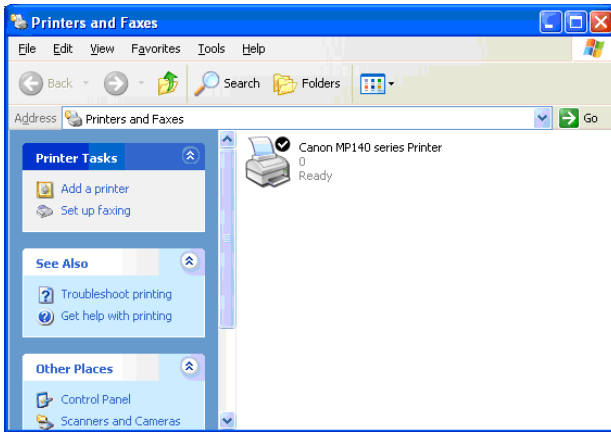 Printers and Faxes
File Edit View Favorites Tools Help
Back Search Folders
Address Printers and Faxes Go
Printer Tasks
Add a printer
Set up faxing
See Also
Troubleshoot printing
Get help with printing
Other Places
Control Panel
Scanners and Cameras
Canon MP140 series Printer
0
Ready